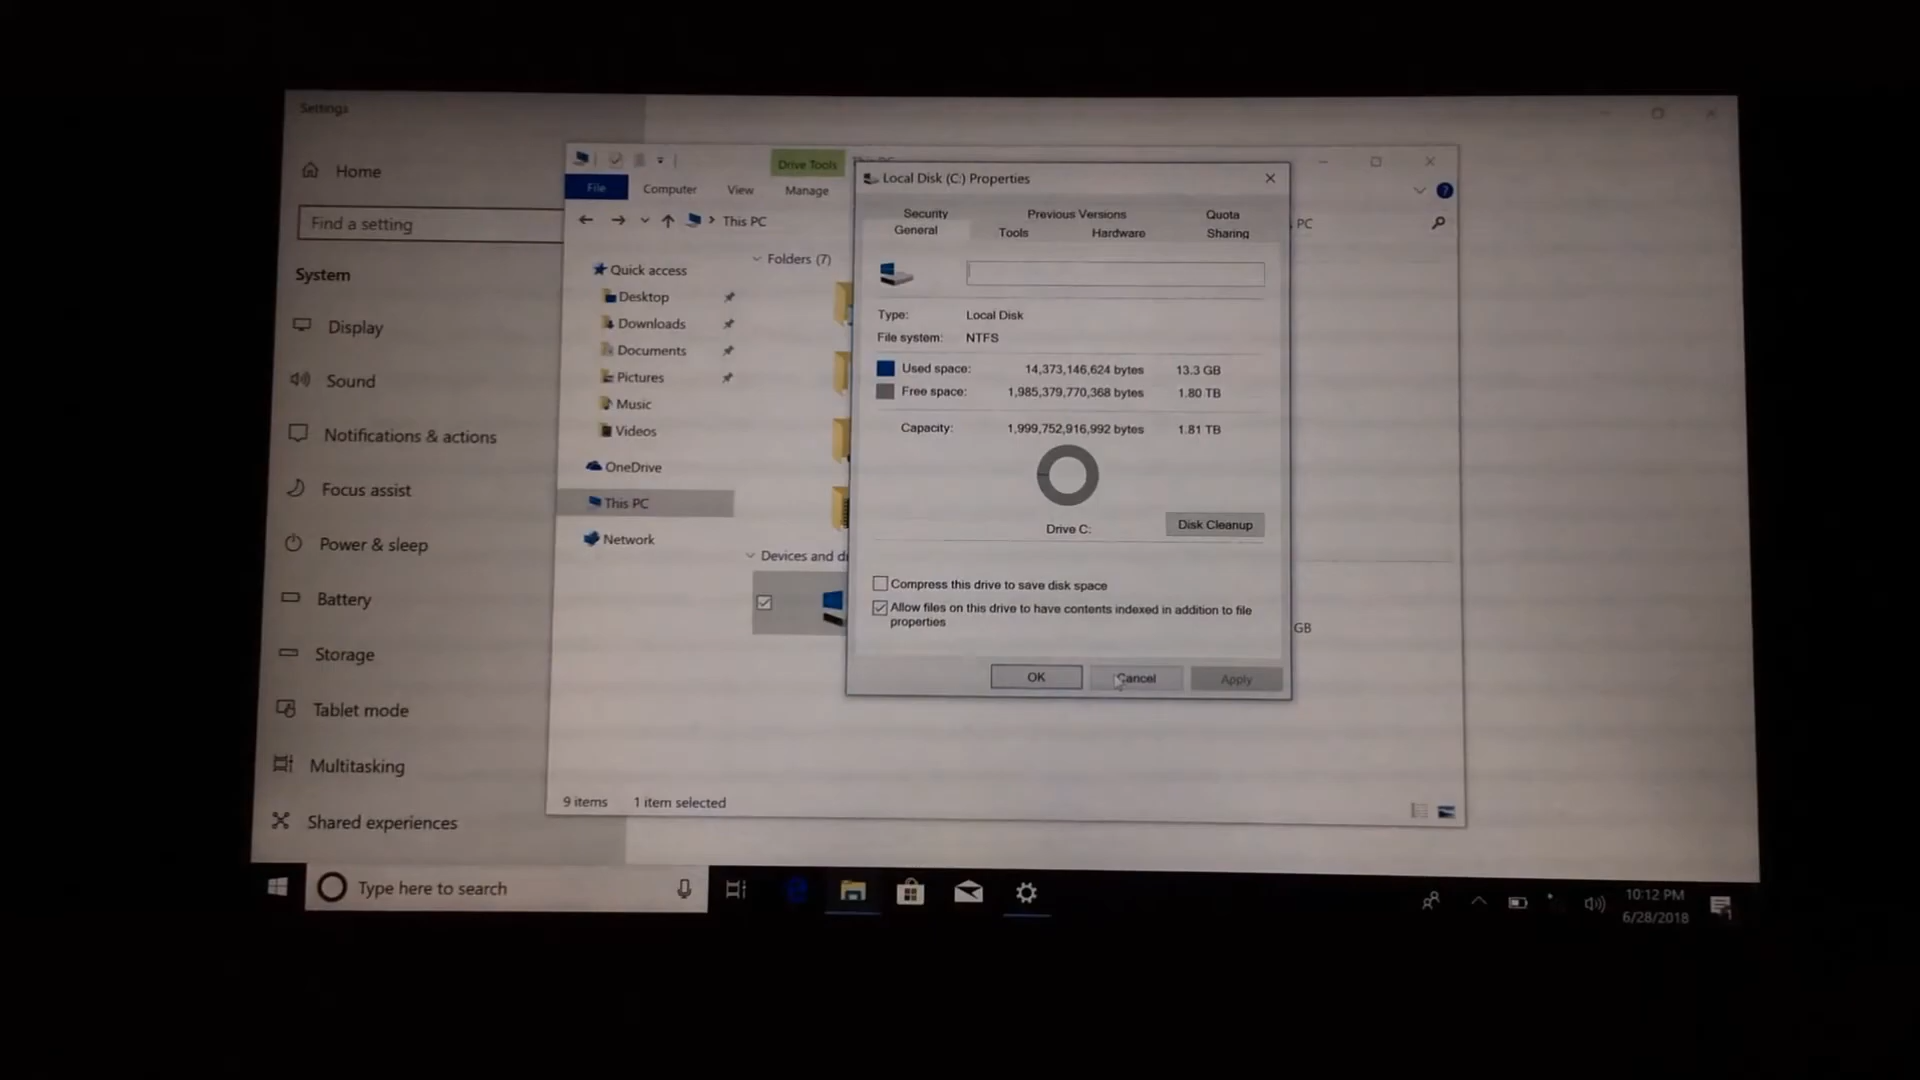 Settings
Home
Find a setting
System
Display
Sound
Notifications & actions
Focus assist
Power & sleep
Battery
Storage
Tablet mode
Multitasking
Shared experiences
Drive Tools
File
Computer
View
Manage
This PC
PC
Quick access
Desktop
Downloads
Documents
Pictures
Music
Videos
OneDrive
This PC
Network
Folders (7)
Devices and
GB
9 items
1 item selected
Local Disk (C:) Properties
Security
Previous Versions
Quota
General
Tools
Hardware
Sharing
Type: Local Disk
File system: NTFS
Used space: 14,373,146,624 bytes 13.3 GB
Free space: 1,985,379,770,368 bytes 1.80 TB
Capacity: 1,999,752,916,992 bytes 1.81 TB
Drive C:
Disk Cleanup
Compress this drive to save disk space
Allow files on this drive to have contents indexed in addition to file
properties
OK
Cancel
Apply
Type here to search
10:12 PM
6/28/2018